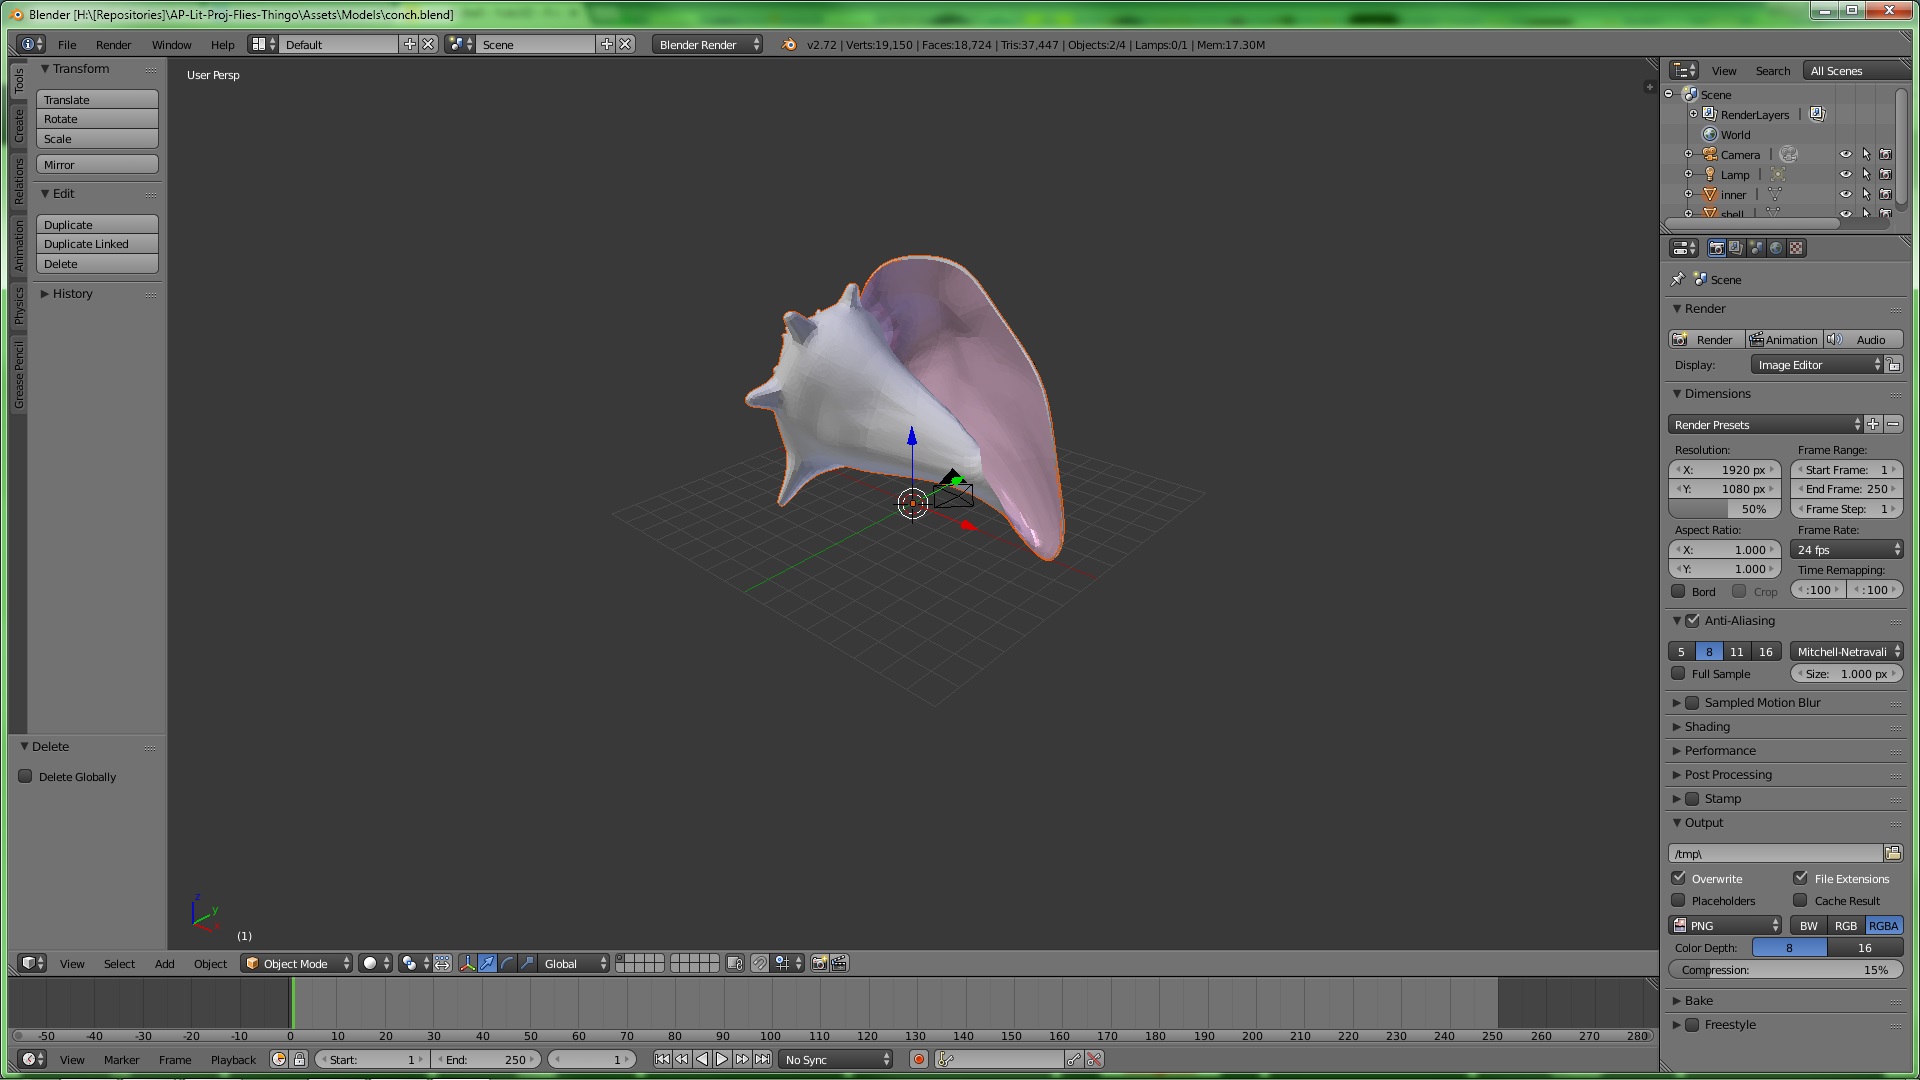 Blender [H:\[Repositories]\AP-Lit-Proj-Flies-Thingo\Assets\Models\conch.blend]
File Render Window Help Default Scene Blender Render v2.72 | Verts:19,150 | Faces:18,724 | Tris:37,447 | Objects:2/4 | Lamps:0/1 | Mem:17.30M
Tools
Create
Relations
Animation
Physics
Grease Pencil
Transform
Translate
Rotate
Scale
Mirror
Edit
Duplicate
Duplicate Linked
Delete
History
Delete
Delete Globally
User Persp
z
y
x
(1)
View Select Add Object Object Mode Global
-50 -40 -30 -20 -10 0 10 20 30 40 50 60 70 80 90 100 110 120 130 140 150 160 170 180 190 200 210 220 230 240 250 260 270 280
View Marker Frame Playback Start: 1 End: 250 1 No Sync
View Search All Scenes
Scene
RenderLayers |
World
Camera |
Lamp |
inner |
shell |
Scene
Render
Render Animation Audio
Display: Image Editor
Dimensions
Render Presets
Resolution: Frame Range:
X: 1920 px Start Frame: 1
Y: 1080 px End Frame: 250
50% Frame Step: 1
Aspect Ratio: Frame Rate:
X: 1.000 24 fps
Y: 1.000 Time Remapping:
Bord Crop :100 :100
Anti-Aliasing
5 8 11 16 Mitchell-Netravali
Full Sample Size: 1.000 px
Sampled Motion Blur
Shading
Performance
Post Processing
Stamp
Output
/tmp\
Overwrite File Extensions
Placeholders Cache Result
PNG BW RGB RGBA
Color Depth: 8 16
Compression: 15%
Bake
Freestyle